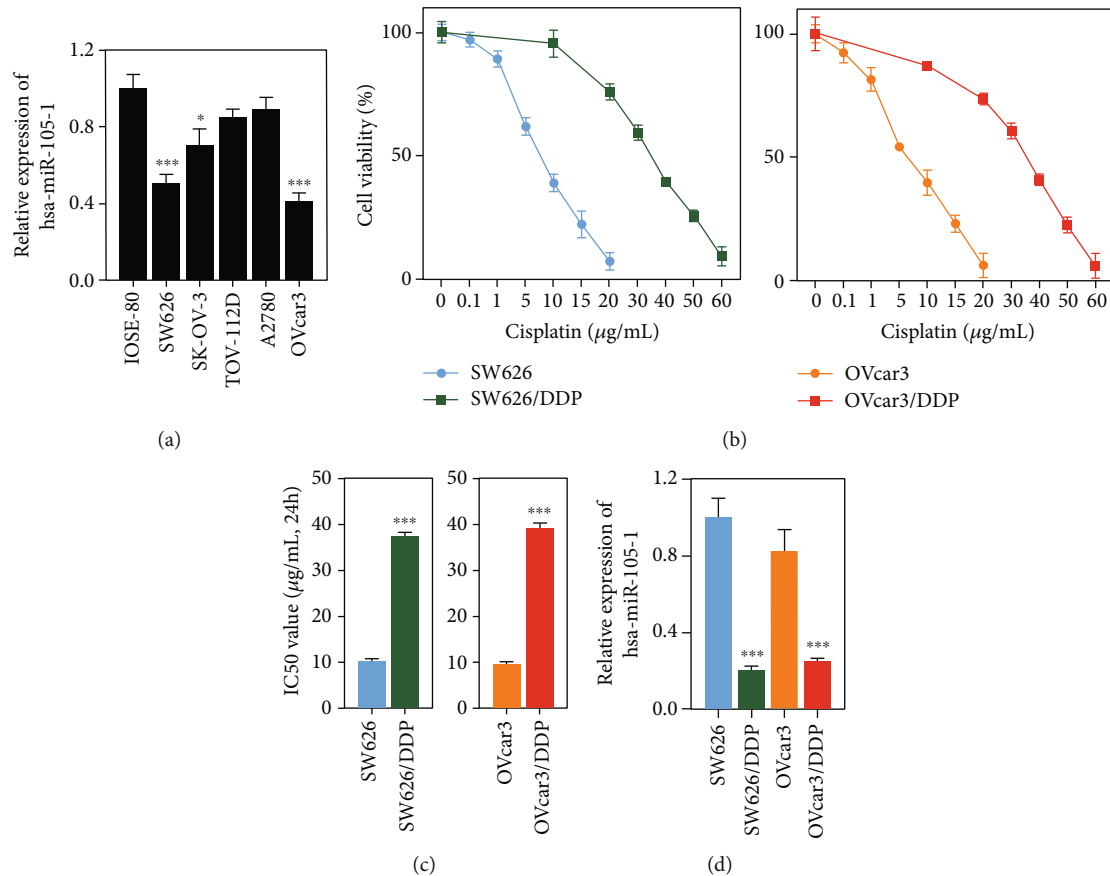 Relative expression of
hsa-miR-105-1
1.2
0.8
0.4
0.0
***
*
***
IOSE-80
SW626
SK-OV-3
TOV-112D
A2780
OVcar3
(a)
Cell viability (%)
100
50
0
0 0.1 1 5 10 15 20 30 40 50 60
Cisplatin (μg/mL)
SW626
SW626/DDP
100
50
0
0 0.1 1 5 10 15 20 30 40 50 60
Cisplatin (μg/mL)
OVcar3
OVcar3/DDP
(b)
IC50 value (μg/mL, 24h)
50
40
30
20
10
0
***
SW626
SW626/DDP
50
40
30
20
10
0
***
OVcar3
OVcar3/DDP
(c)
Relative expression of
hsa-miR-105-1
1.2
0.8
0.4
0.0
***
***
SW626
SW626/DDP
OVcar3
OVcar3/DDP
(d)